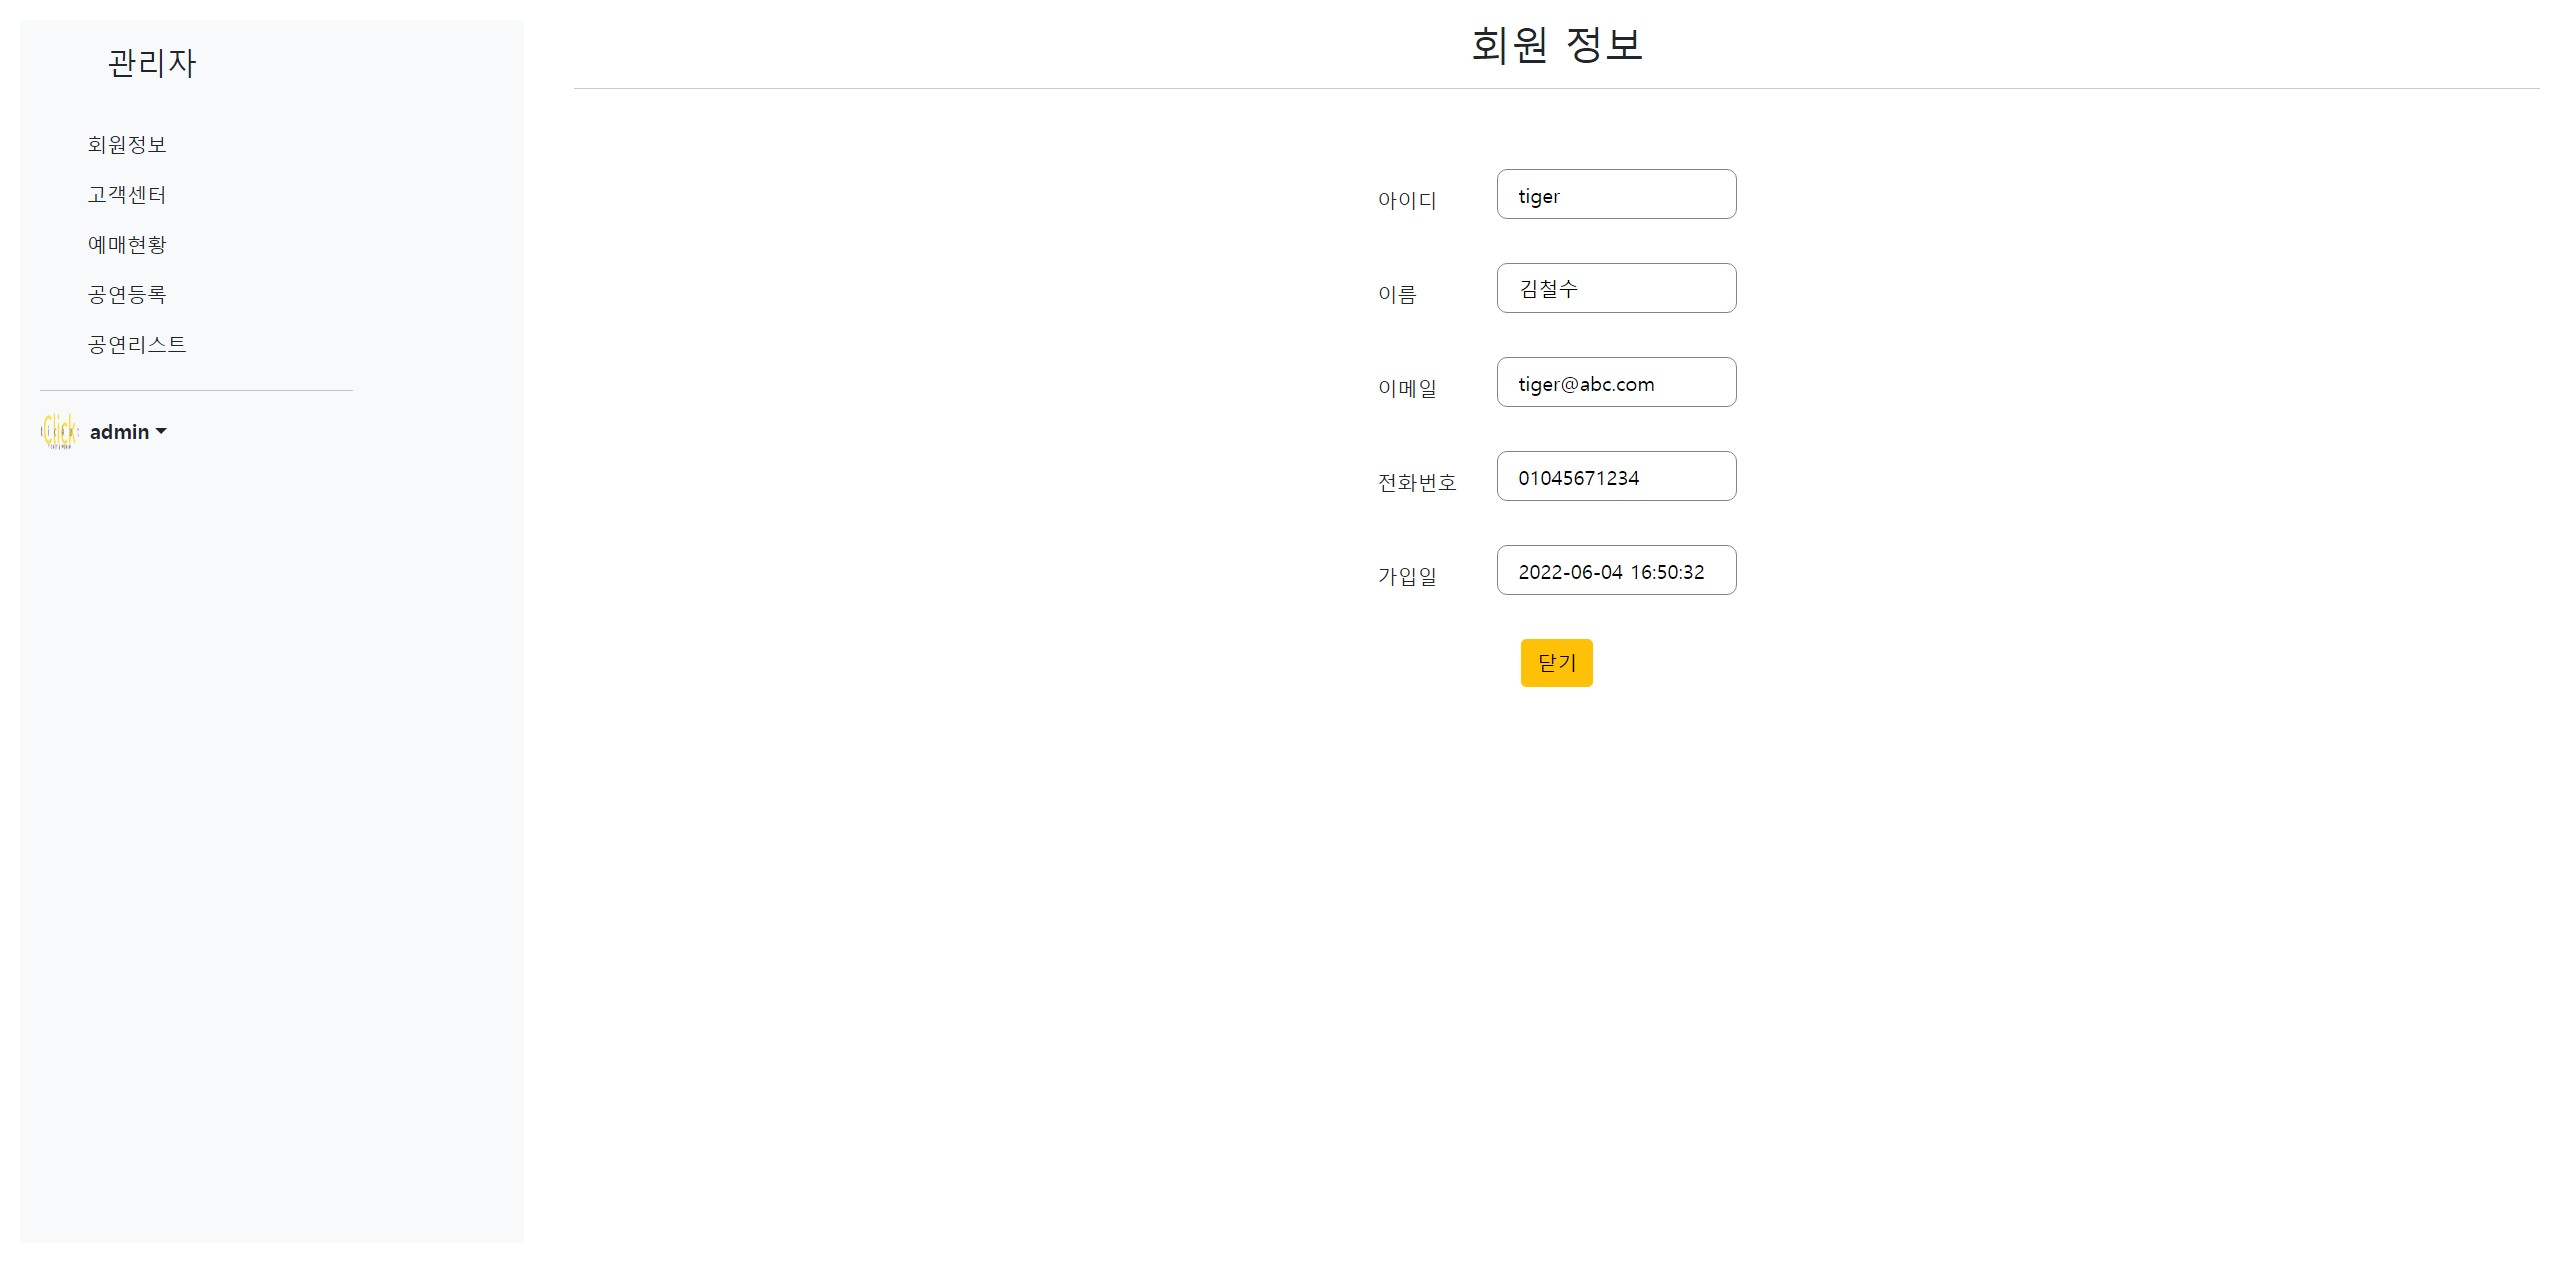 관리자
회원정보
고객센터
예매현황
공연등록
공연리스트
Click
admin
회원 정보
아이디 tiger
이름 김철수
이메일 tiger@abc.com
전화번호 01045671234
가입일 2022-06-04 16:50:32
닫기